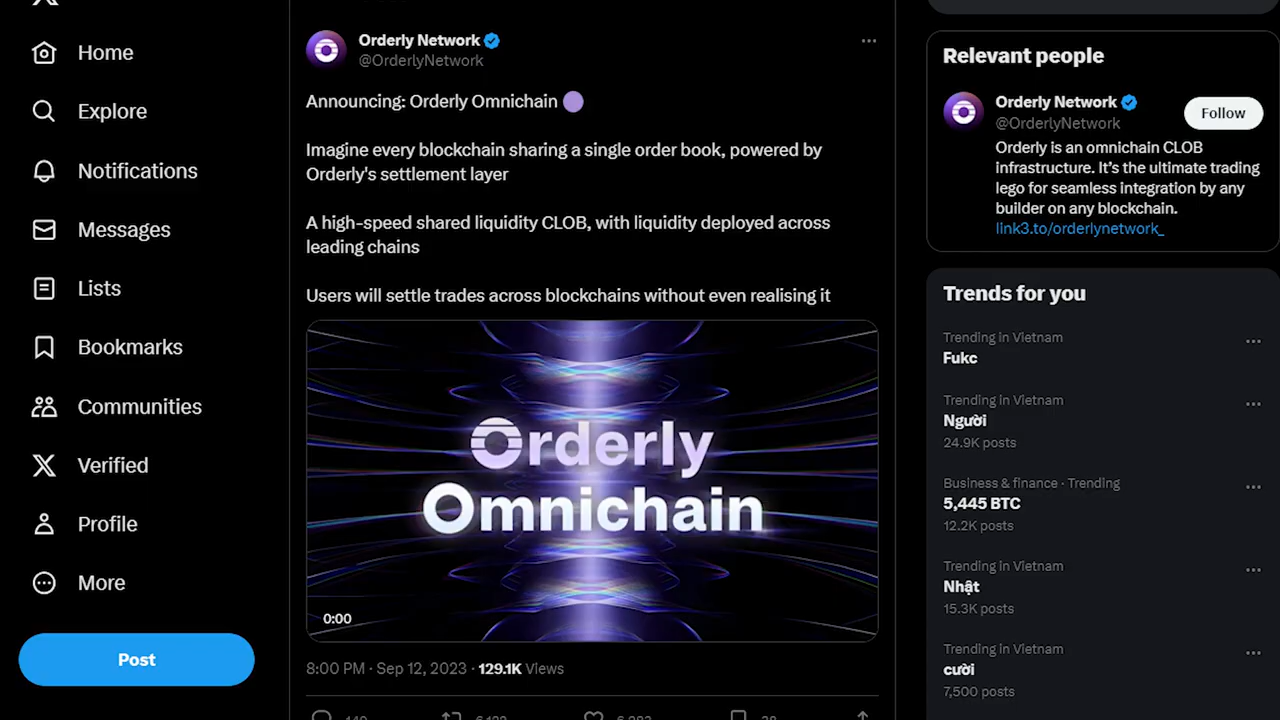 Home
Explore
Notifications
Messages
Lists
Bookmarks
Communities
Verified
Profile
More
Post
Orderly Network
@OrderlyNetwork
Announcing: Orderly Omnichain
Imagine every blockchain sharing a single order book, powered by
Orderly's settlement layer
A high-speed shared liquidity CLOB, with liquidity deployed across
leading chains
Users will settle trades across blockchains without even realising it
Orderly
Omnichain
0:00
8:00 PM · Sep 12, 2023 · 129.1K Views
Relevant people
Orderly Network
@OrderlyNetwork
Follow
Orderly is an omnichain CLOB
infrastructure. It's the ultimate trading
lego for seamless integration by any
builder on any blockchain.
link3.to/orderlynetwork_
Trends for you
Trending in Vietnam
Fukc
Trending in Vietnam
Người
24.9K posts
Business & finance · Trending
5,445 BTC
12.2K posts
Trending in Vietnam
Nhật
15.3K posts
Trending in Vietnam
cười
7,500 posts